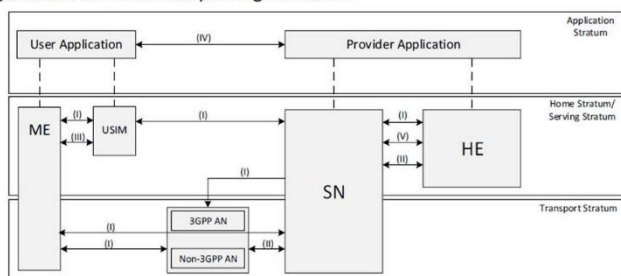 Application
Stratum
User Application
(IV)
Provider Application
Home Stratum/
Serving Stratum
ME
(I)
(III)
USIM
(I)
SN
(I)
(V)
(II)
HE
(I)
Transport Stratum
3GPP AN
(I)
(I)
(II)
Non-3GPP AN